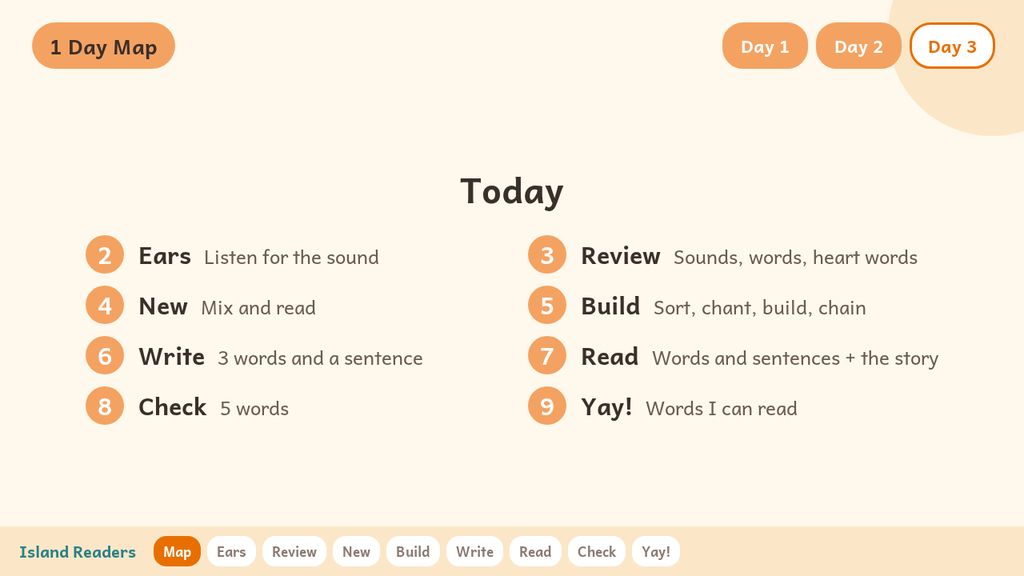 1 Day Map
Day 1
Day 2
Day 3
Today
2 Ears Listen for the sound
3 Review Sounds, words, heart words
4 New Mix and read
5 Build Sort, chant, build, chain
6 Write 3 words and a sentence
7 Read Words and sentences + the story
8 Check 5 words
9 Yay! Words I can read
Island Readers Map Ears Review New Build Write Read Check Yay!